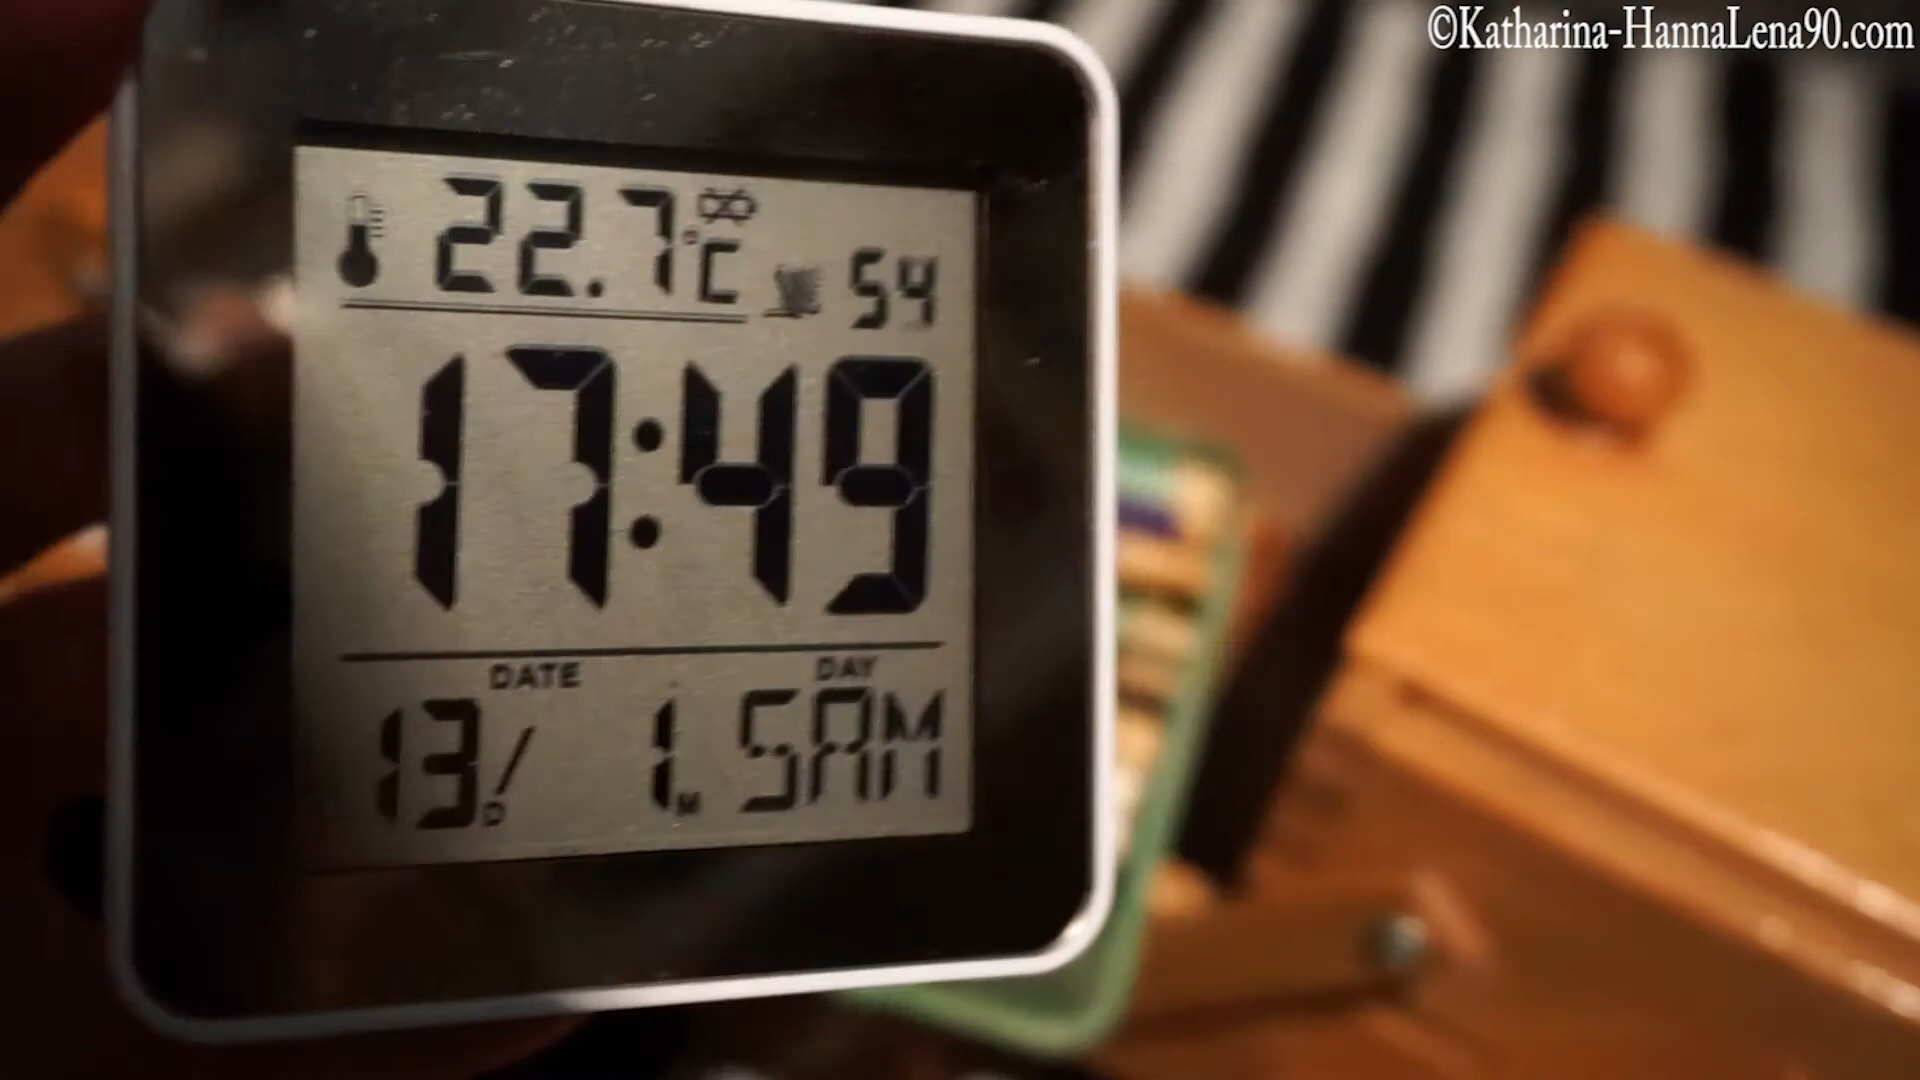 ©Katharina-HannaLena90.com
22.7°C
54
17:49
DATE DAY
13/ 1. SAM
D M